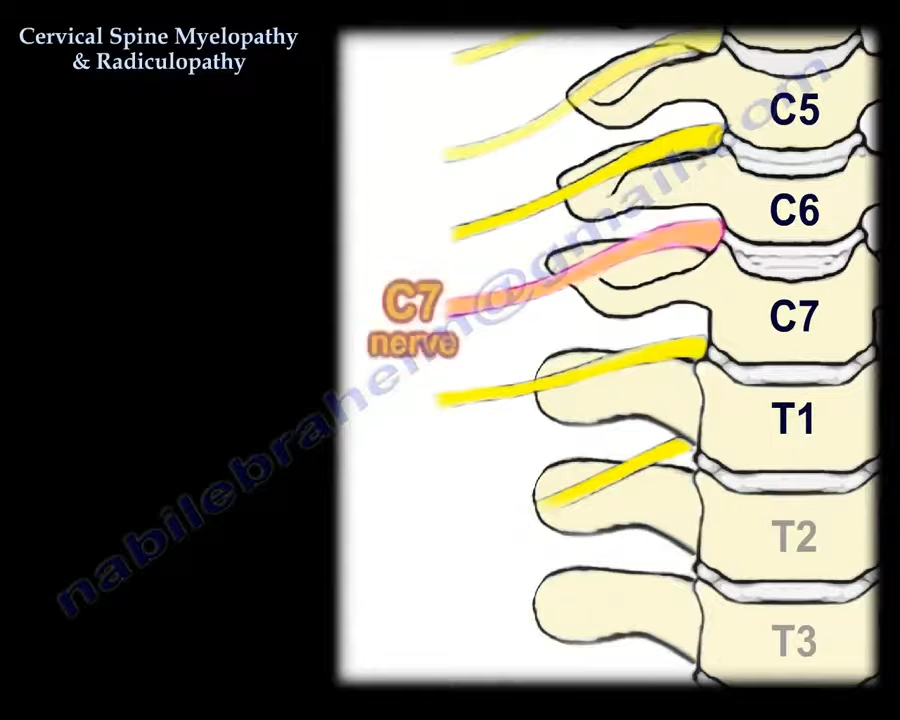 Cervical Spine Myelopathy
& Radiculopathy
C5
C6
C7
C7
nerve
T1
T2
T3
nabilebraheim@gmail.com